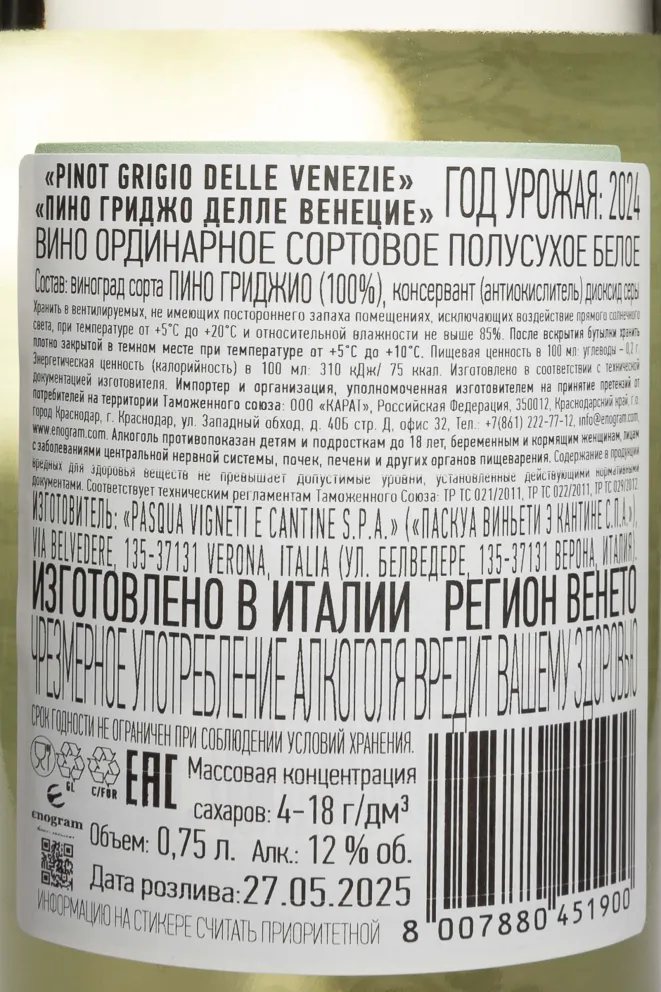 «PINOT GRIGIO DELLE VENEZIE»
«ПИНО ГРИДЖО ДЕЛЛЕ ВЕНЕЦИЕ»
ГОД УРОЖАЯ: 2024
ВИНО ОРДИНАРНОЕ СОРТОВОЕ ПОЛУСУХОЕ БЕЛОЕ
Состав: виноград сорта ПИНО ГРИДЖИО (100%), консервант (антиокислитель) диоксид серы
Хранить в вентилируемых, не имеющих постороннего запаха помещениях, исключающих воздействие прямого солнечного
света, при температуре от +5°С до +20°С и относительной влажности не выше 85%. После вскрытия бутылки хранить
плотно закрытой в темном месте при температуре от +5°С до +10°С. Пищевая ценность в 100 мл: углеводы – 0,2 г.
Энергетическая ценность (калорийность) в 100 мл: 310 кДж/ 75 ккал. Изготовлено в соответствии с технической
документацией изготовителя. Импортер и организация, уполномоченная изготовителем на принятие претензий от
потребителей на территории Таможенного союза: ООО «КАРАТ», Российская Федерация, 350012, Краснодарский край, г.о.
город Краснодар, г. Краснодар, ул. Западный обход, д. 40Б стр. Д, офис 32, Тел.: +7(861) 222-77-12, info@enogram.com,
www.enogram.com. Алкоголь противопоказан детям и подросткам до 18 лет, беременным и кормящим женщинам, лицам
с заболеваниями центральной нервной системы, почек, печени и других органов пищеварения. Содержание в продукции
вредных для здоровья веществ не превышает допустимые уровни, установленные действующими нормативными
документами. Соответствует техническим регламентам Таможенного Союза: ТР ТС 021/2011, ТР ТС 022/2011, ТР ТС 029/2012
ИЗГОТОВИТЕЛЬ: «PASQUA VIGNETI E CANTINE S.P.A.» («ПАСКУА ВИНЬЕТИ Э КАНТИНЕ С.П.А.»),
VIA BELVEDERE, 135-37131 VERONA, ITALIA (УЛ. БЕЛВЕДЕРЕ, 135-37131 ВЕРОНА, ИТАЛИЯ).
ИЗГОТОВЛЕНО В ИТАЛИИ РЕГИОН ВЕНЕТО
ЧРЕЗМЕРНОЕ УПОТРЕБЛЕНИЕ АЛКОГОЛЯ ВРЕДИТ ВАШЕМУ ЗДОРОВЬЮ
СРОК ГОДНОСТИ НЕ ОГРАНИЧЕН ПРИ СОБЛЮДЕНИИ УСЛОВИЙ ХРАНЕНИЯ.
GL
C/FOR
EAC
Массовая концентрация
сахаров: 4–18 г/дм³
enogram
Объем: 0,75 л. Алк.: 12 % об.
Дата розлива: 27.05.2025
ИНФОРМАЦИЮ НА СТИКЕРЕ СЧИТАТЬ ПРИОРИТЕТНОЙ
8 007880 451900